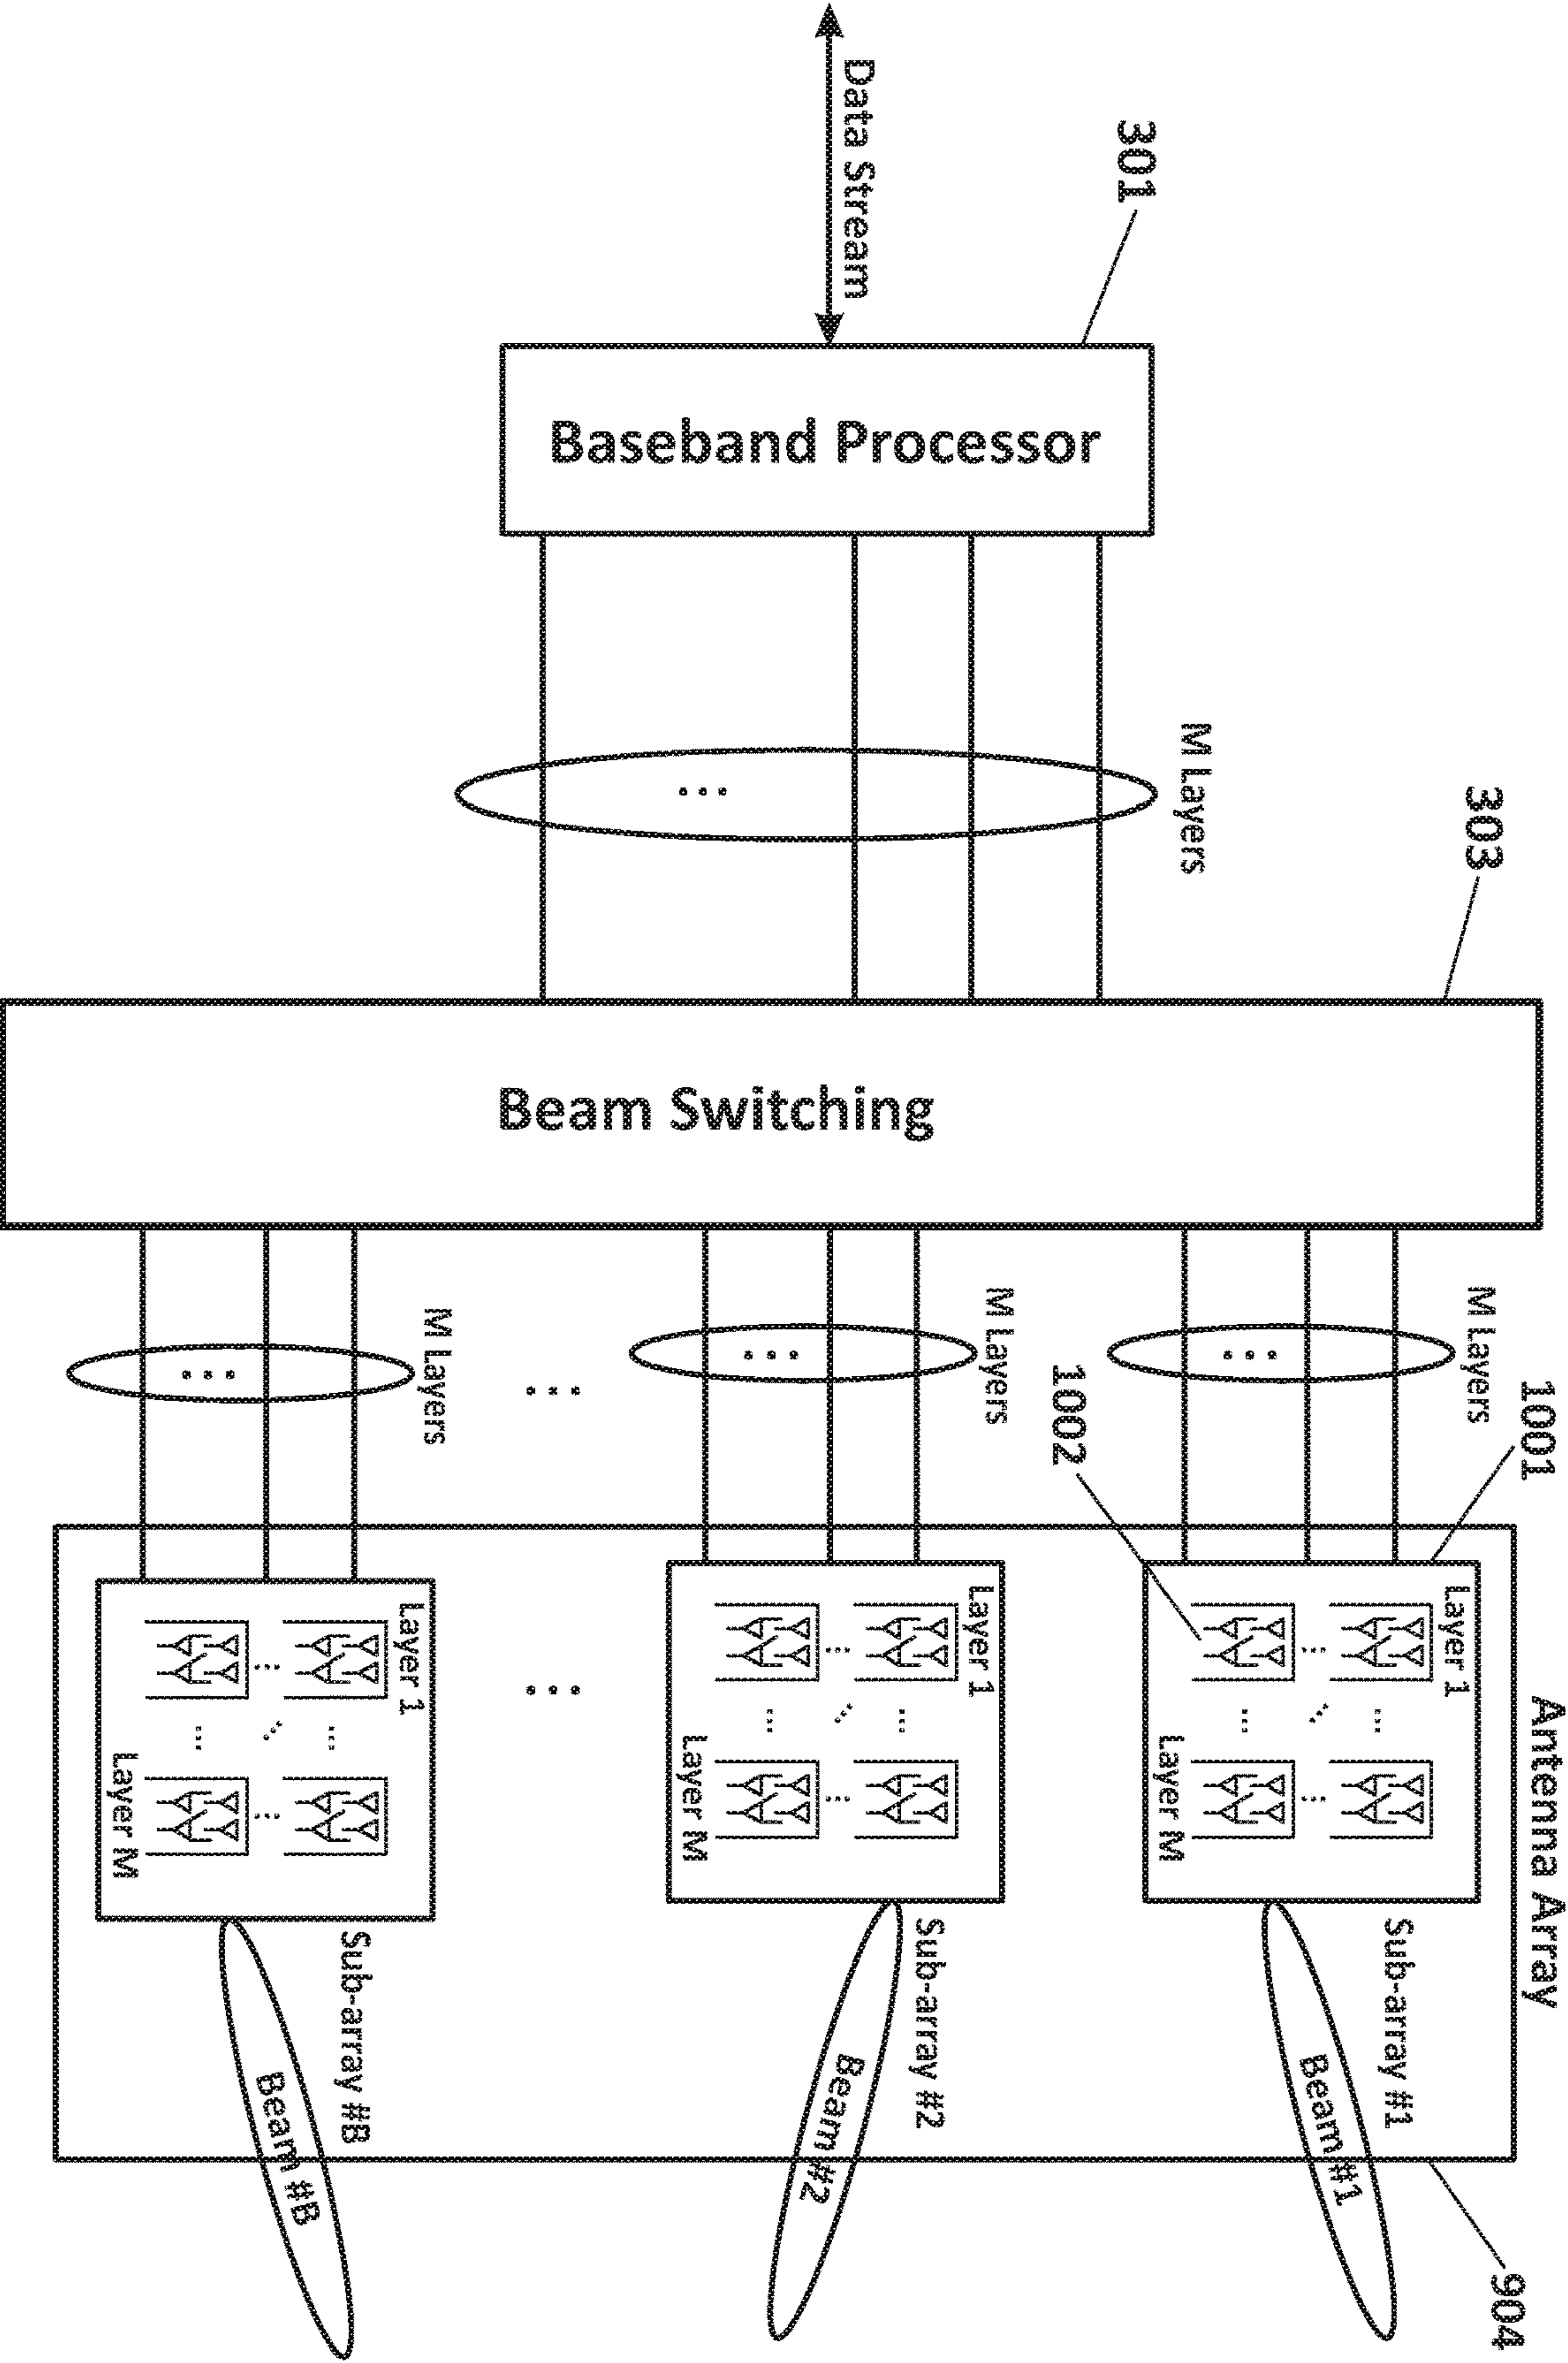 Data Stream
301
Baseband Processor
M Layers
303
Beam Switching
M Layers
M Layers
M Layers
1001
1002
Antenna Array
Layer 1
Layer M
Sub-array #1
Beam #1
Layer 1
Layer M
Sub-array #2
Beam #2
Layer 1
Layer M
Sub-array #B
Beam #B
904